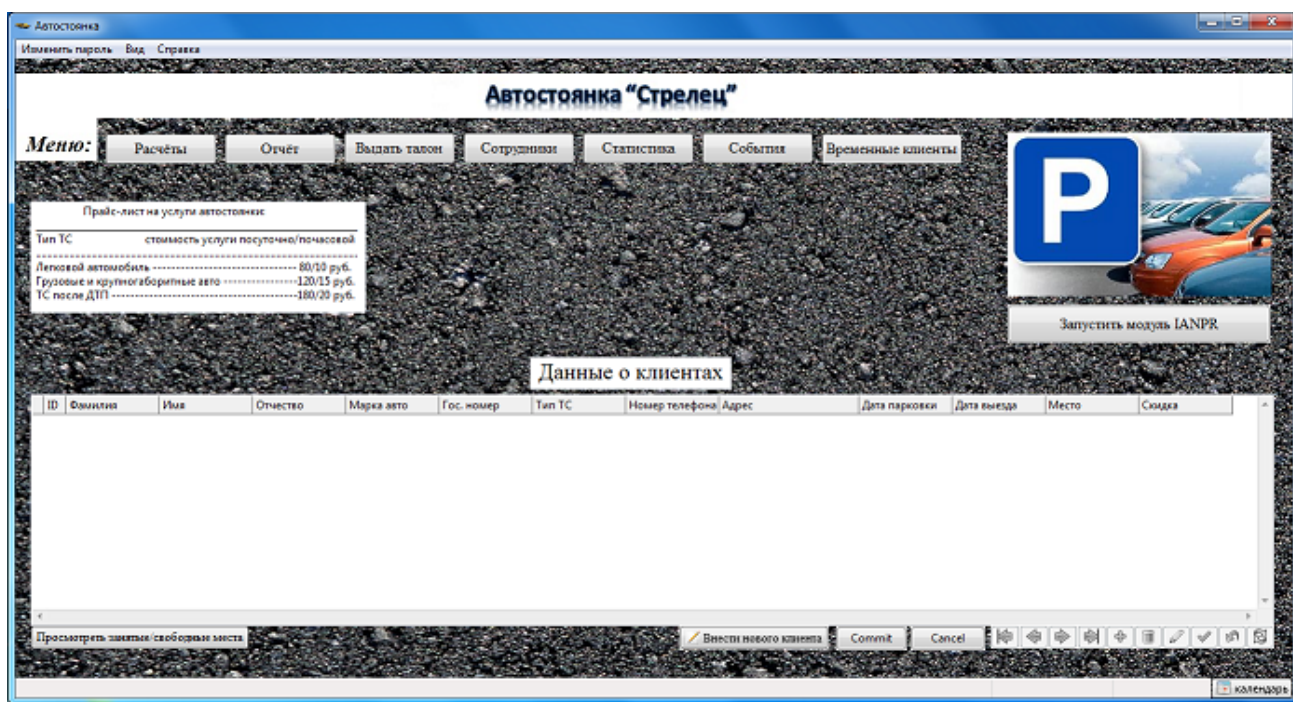 Автостоянка
Изменить пароль Вид Справка
Автостоянка “Стрелец”
Меню: Расчёты Отчёт Выдать талон Сотрудники Статистика События Временные клиенты
P
Прайс-лист на услуги автостоянки:
Тип ТС стоимость услуги посуточно/почасовой
Легковой автомобиль ------------------------------------ 80/10 руб.
Грузовые и крупногаборитные авто ------------------120/15 руб.
ТС после ДТП ---------------------------------------------180/20 руб.
Запустить модуль IANPR
Данные о клиентах
ID Фамилия Имя Отчество Марка авто Гос. номер Тип ТС Номер телефона Адрес Дата парковки Дата выезда Место Скидка
Просмотреть занятые/свободные места Внести нового клиента Commit Cancel
календарь